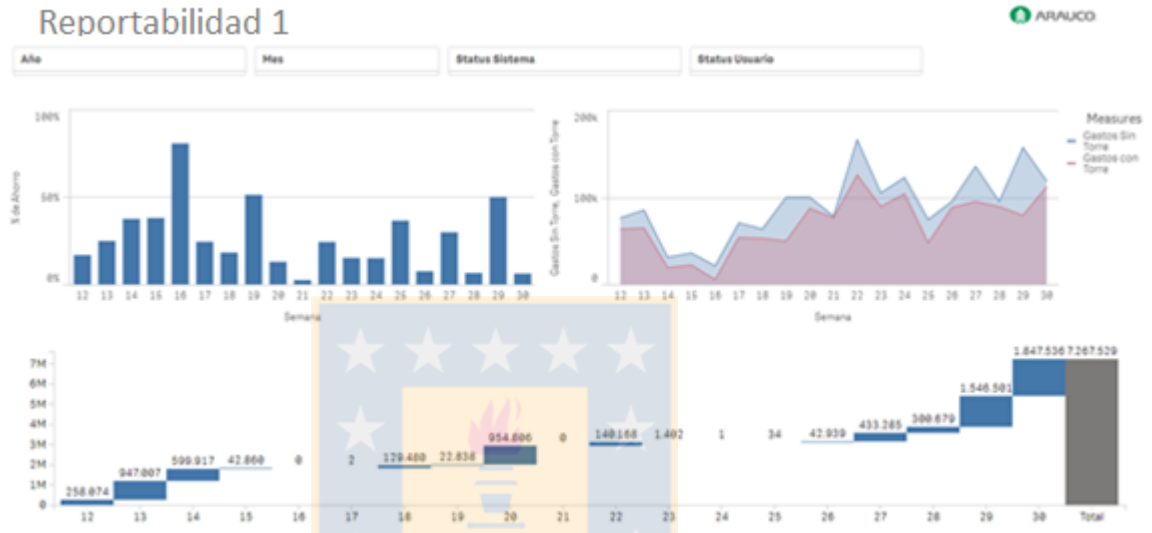 Reportabilidad 1
ARAUCO
Año Mes Status Sistema Status Usuario
% de Ahorro
100%
50%
0%
12 13 14 15 16 17 18 19 20 21 22 23 24 25 26 27 28 29 30
Semana
Gastos Sin Torre, Gastos con Torre
200k
100k
0
12 13 14 15 16 17 18 19 20 21 22 23 24 25 26 27 28 29 30
Semana
Measures
Gastos Sin
Torre
Gastos con
Torre
7M
6M
5M
4M
3M
2M
1M
0
258.074 947.007 599.917 42.860 0 2 129.480 22.838 954.806 0 140.168 1.402 1 34 42.939 433.285 300.679 1.546.501 1.847.536 7.267.529
12 13 14 15 16 17 18 19 20 21 22 23 24 25 26 27 28 29 30 Total